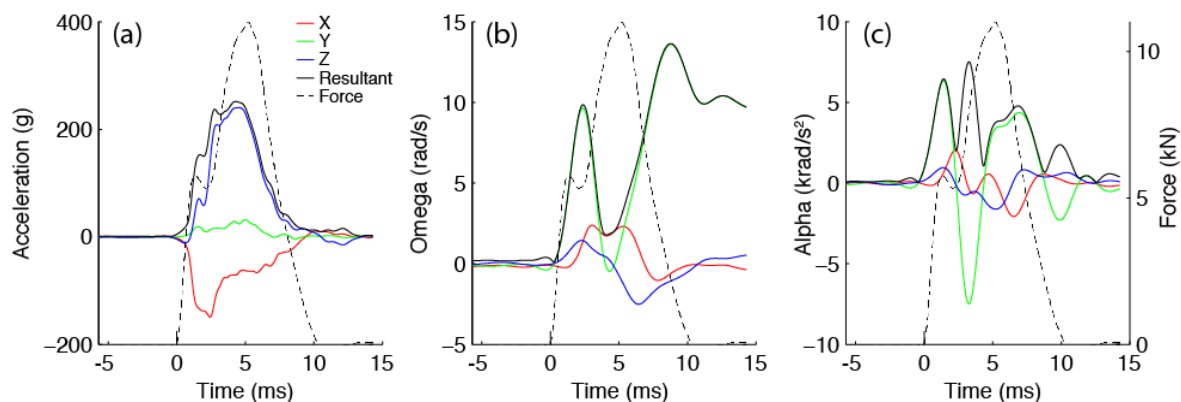 (a)
X
Y
Z
Resultant
Force
Acceleration (g)
400
200
0
−200
-5
0
5
10
15
Time (ms)
(b)
Omega (rad/s)
15
10
5
0
−5
-5
0
5
10
15
Time (ms)
(c)
Alpha (krad/s²)
10
5
0
−5
−10
-5
0
5
10
15
Time (ms)
10
5
0
Force (kN)